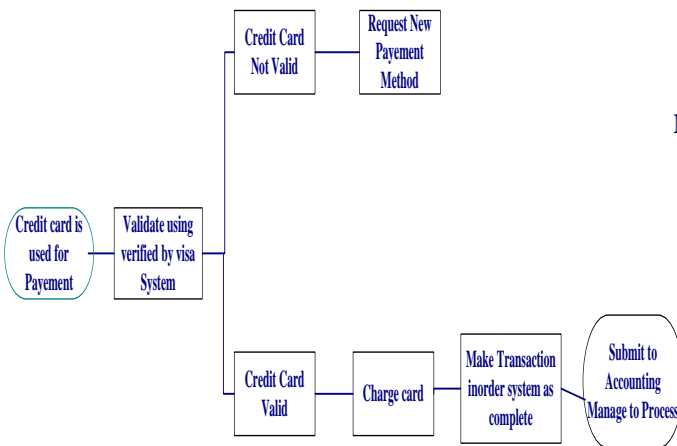 Credit Card
Not Valid
Request New
Payement
Method
Credit card is
used for
Payement
Validate using
verified by visa
System
Credit Card
Valid
Charge card
Make Transaction
inorder system as
complete
Submit to
Accounting
Manage to Process